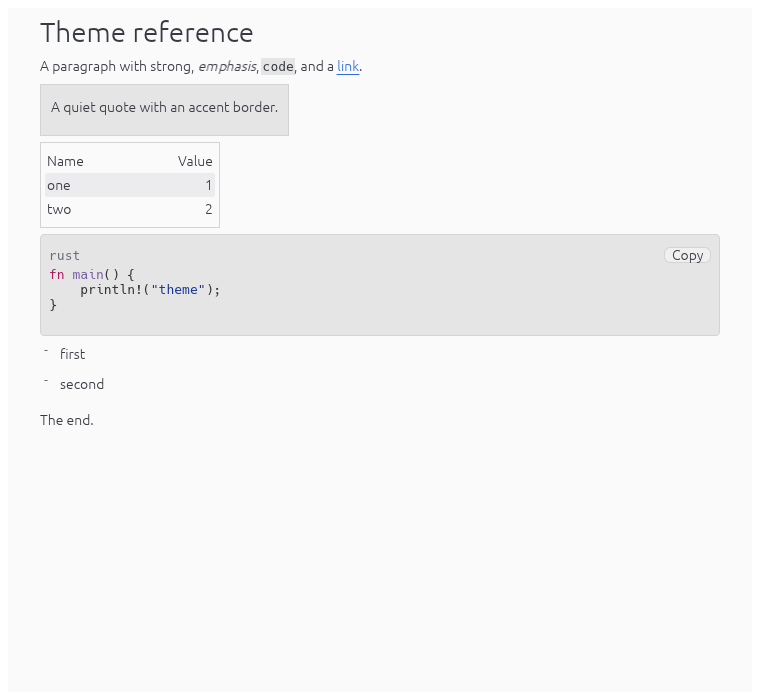 Theme reference
A paragraph with strong, emphasis, code, and a link.
A quiet quote with an accent border.
Name Value
one 1
two 2
rust Copy
fn main() {
    println!("theme");
}
- first
- second
The end.